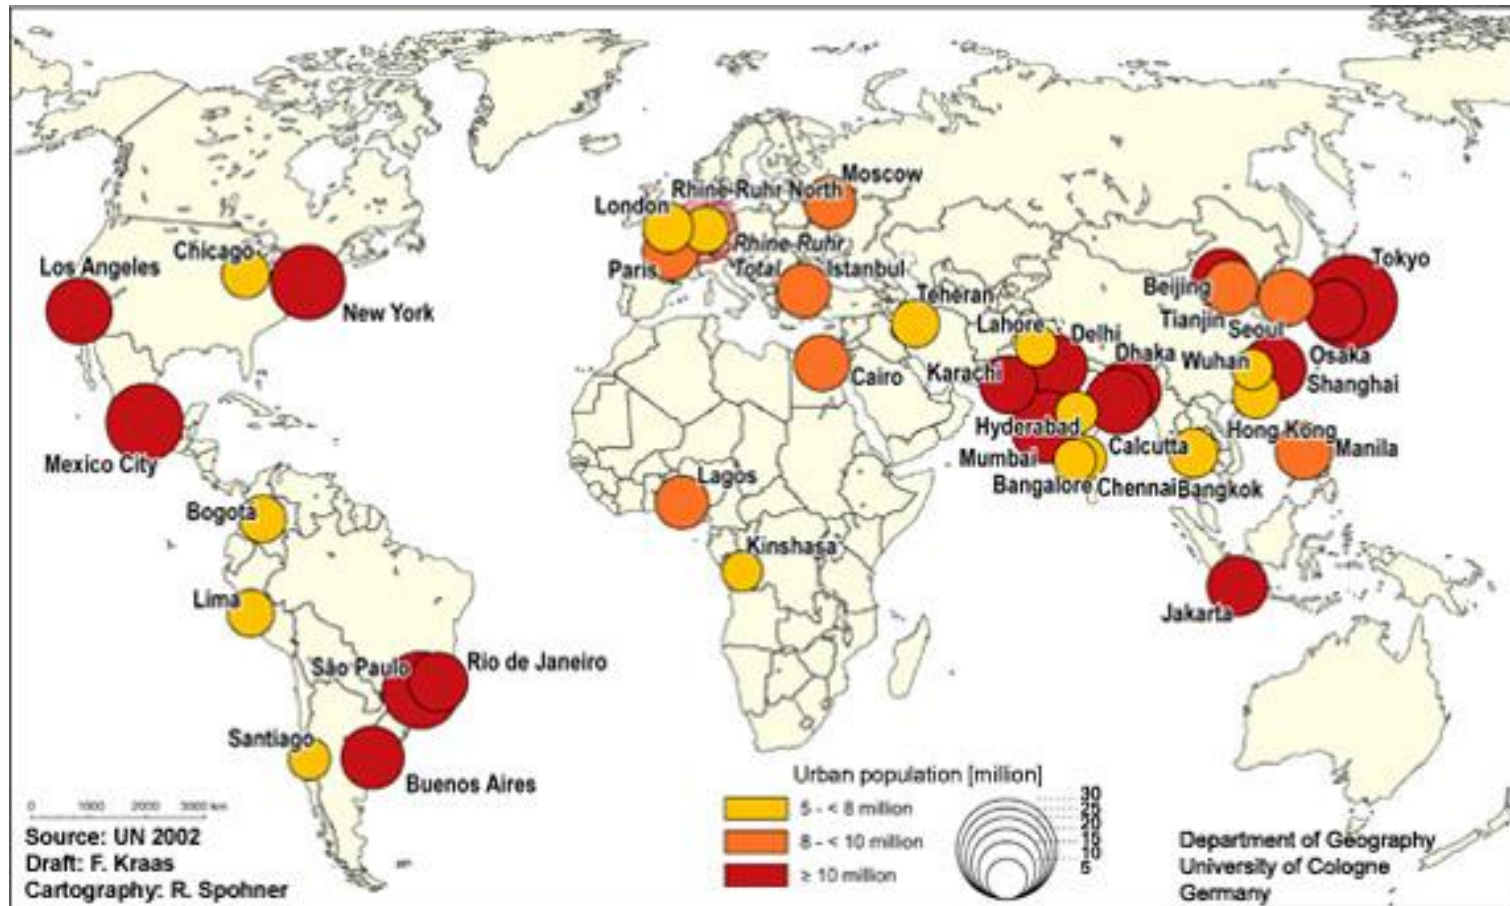 Moscow
Rhine-Ruhr North
London
Rhine-Ruhr
Total
Paris
Istanbul
Chicago
Los Angeles
New York
Tokyo
Beijing
Teheran
Tianjin
Seoul
Lahore
Delhi
Dhaka
Wuhan
Osaka
Karachi
Cairo
Shanghai
Mexico City
Hyderabad
Calcutta
Hong Kong
Mumbai
Manila
Bangalore
Chennai
Bangkok
Lagos
Bogota
Kinshasa
Lima
Jakarta
São Paulo
Rio de Janeiro
Santiago
Buenos Aires
0 1000 2000 3000 km
Source: UN 2002
Draft: F. Kraas
Cartography: R. Spohner
Urban population [million]
5 - < 8 million
8 - < 10 million
≥ 10 million
30
25
20
15
10
5
Department of Geography
University of Cologne
Germany